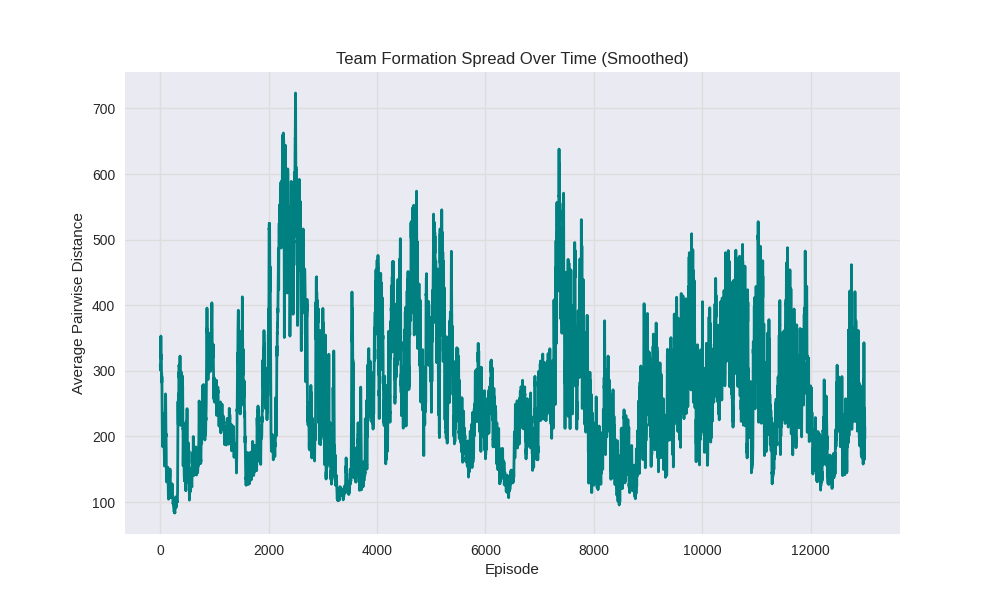 Team Formation Spread Over Time (Smoothed)
Average Pairwise Distance
700
600
500
400
300
200
100
0 2000 4000 6000 8000 10000 12000
Episode